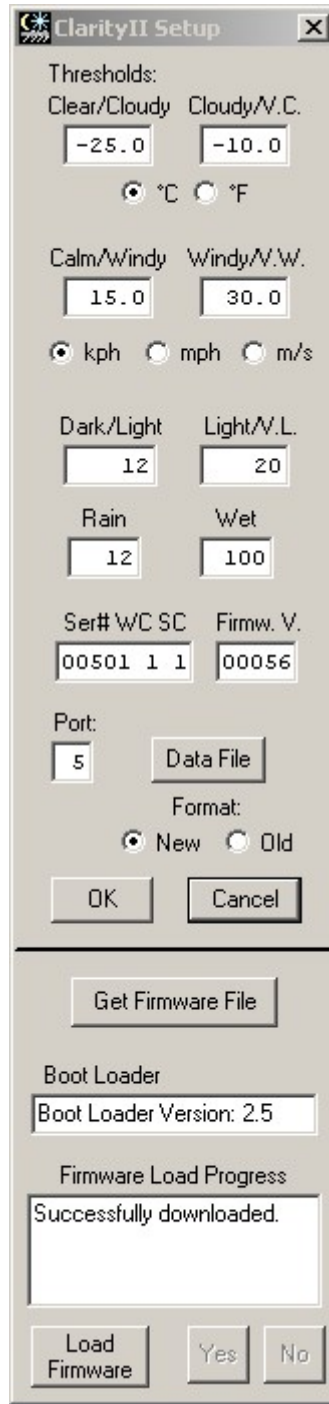 ClarityII Setup
Thresholds:
Clear/Cloudy Cloudy/V.C.
-25.0 -10.0
°C °F
Calm/Windy Windy/V.W.
15.0 30.0
kph mph m/s
Dark/Light Light/V.L.
12 20
Rain Wet
12 100
Ser# WC SC Firmw. V.
00501 1 1 00056
Port:
5 Data File
Format:
New Old
OK Cancel
Get Firmware File
Boot Loader
Boot Loader Version: 2.5
Firmware Load Progress
Successfully downloaded.
Load Firmware Yes No